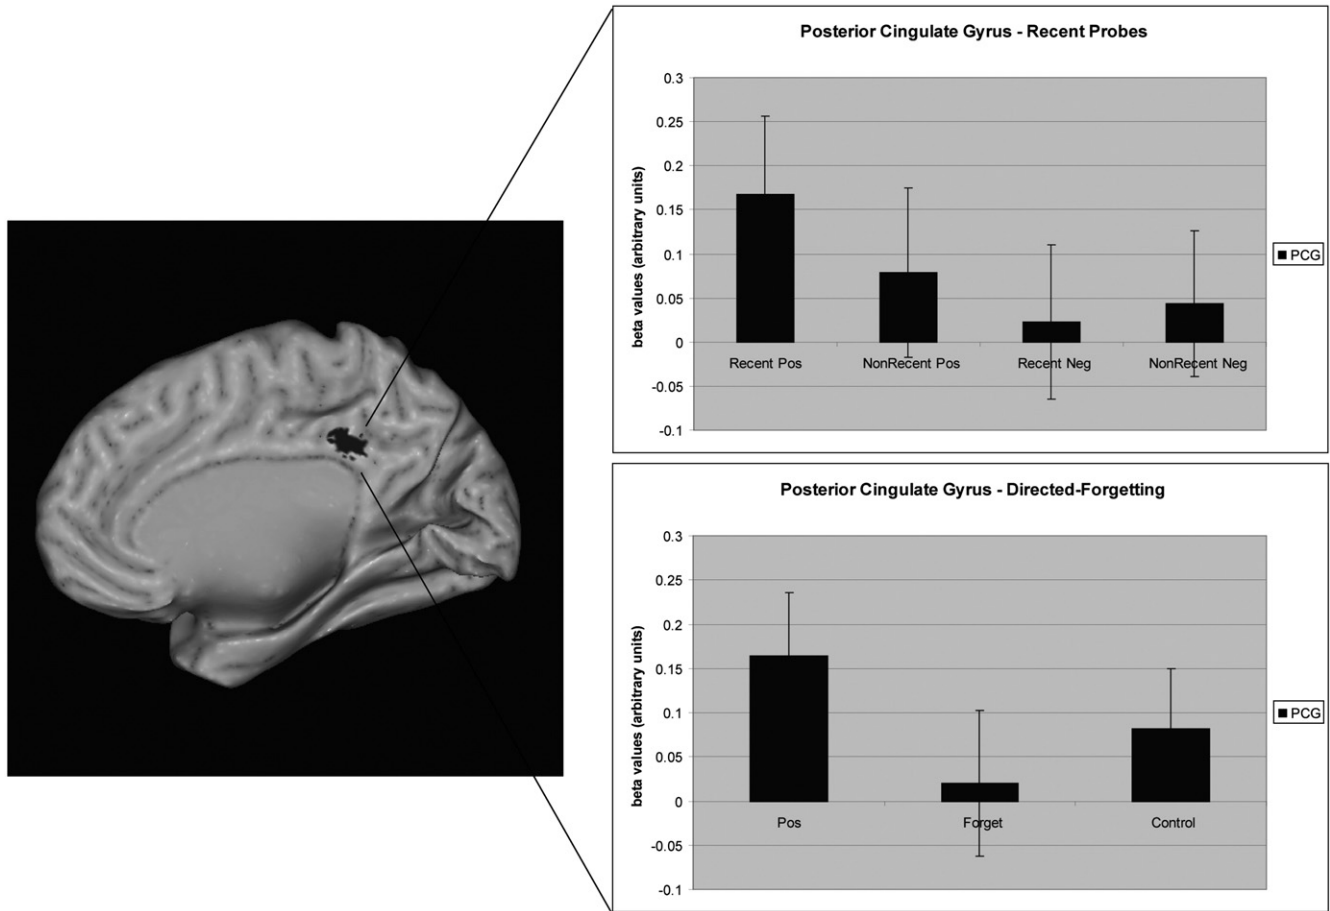 Posterior Cingulate Gyrus - Recent Probes
beta values (arbitrary units)
0.3
0.25
0.2
0.15
0.1
0.05
0
-0.05
-0.1
Recent Pos
NonRecent Pos
Recent Neg
NonRecent Neg
PCG
Posterior Cingulate Gyrus - Directed-Forgetting
beta values (arbitrary units)
0.3
0.25
0.2
0.15
0.1
0.05
0
-0.05
-0.1
Pos
Forget
Control
PCG